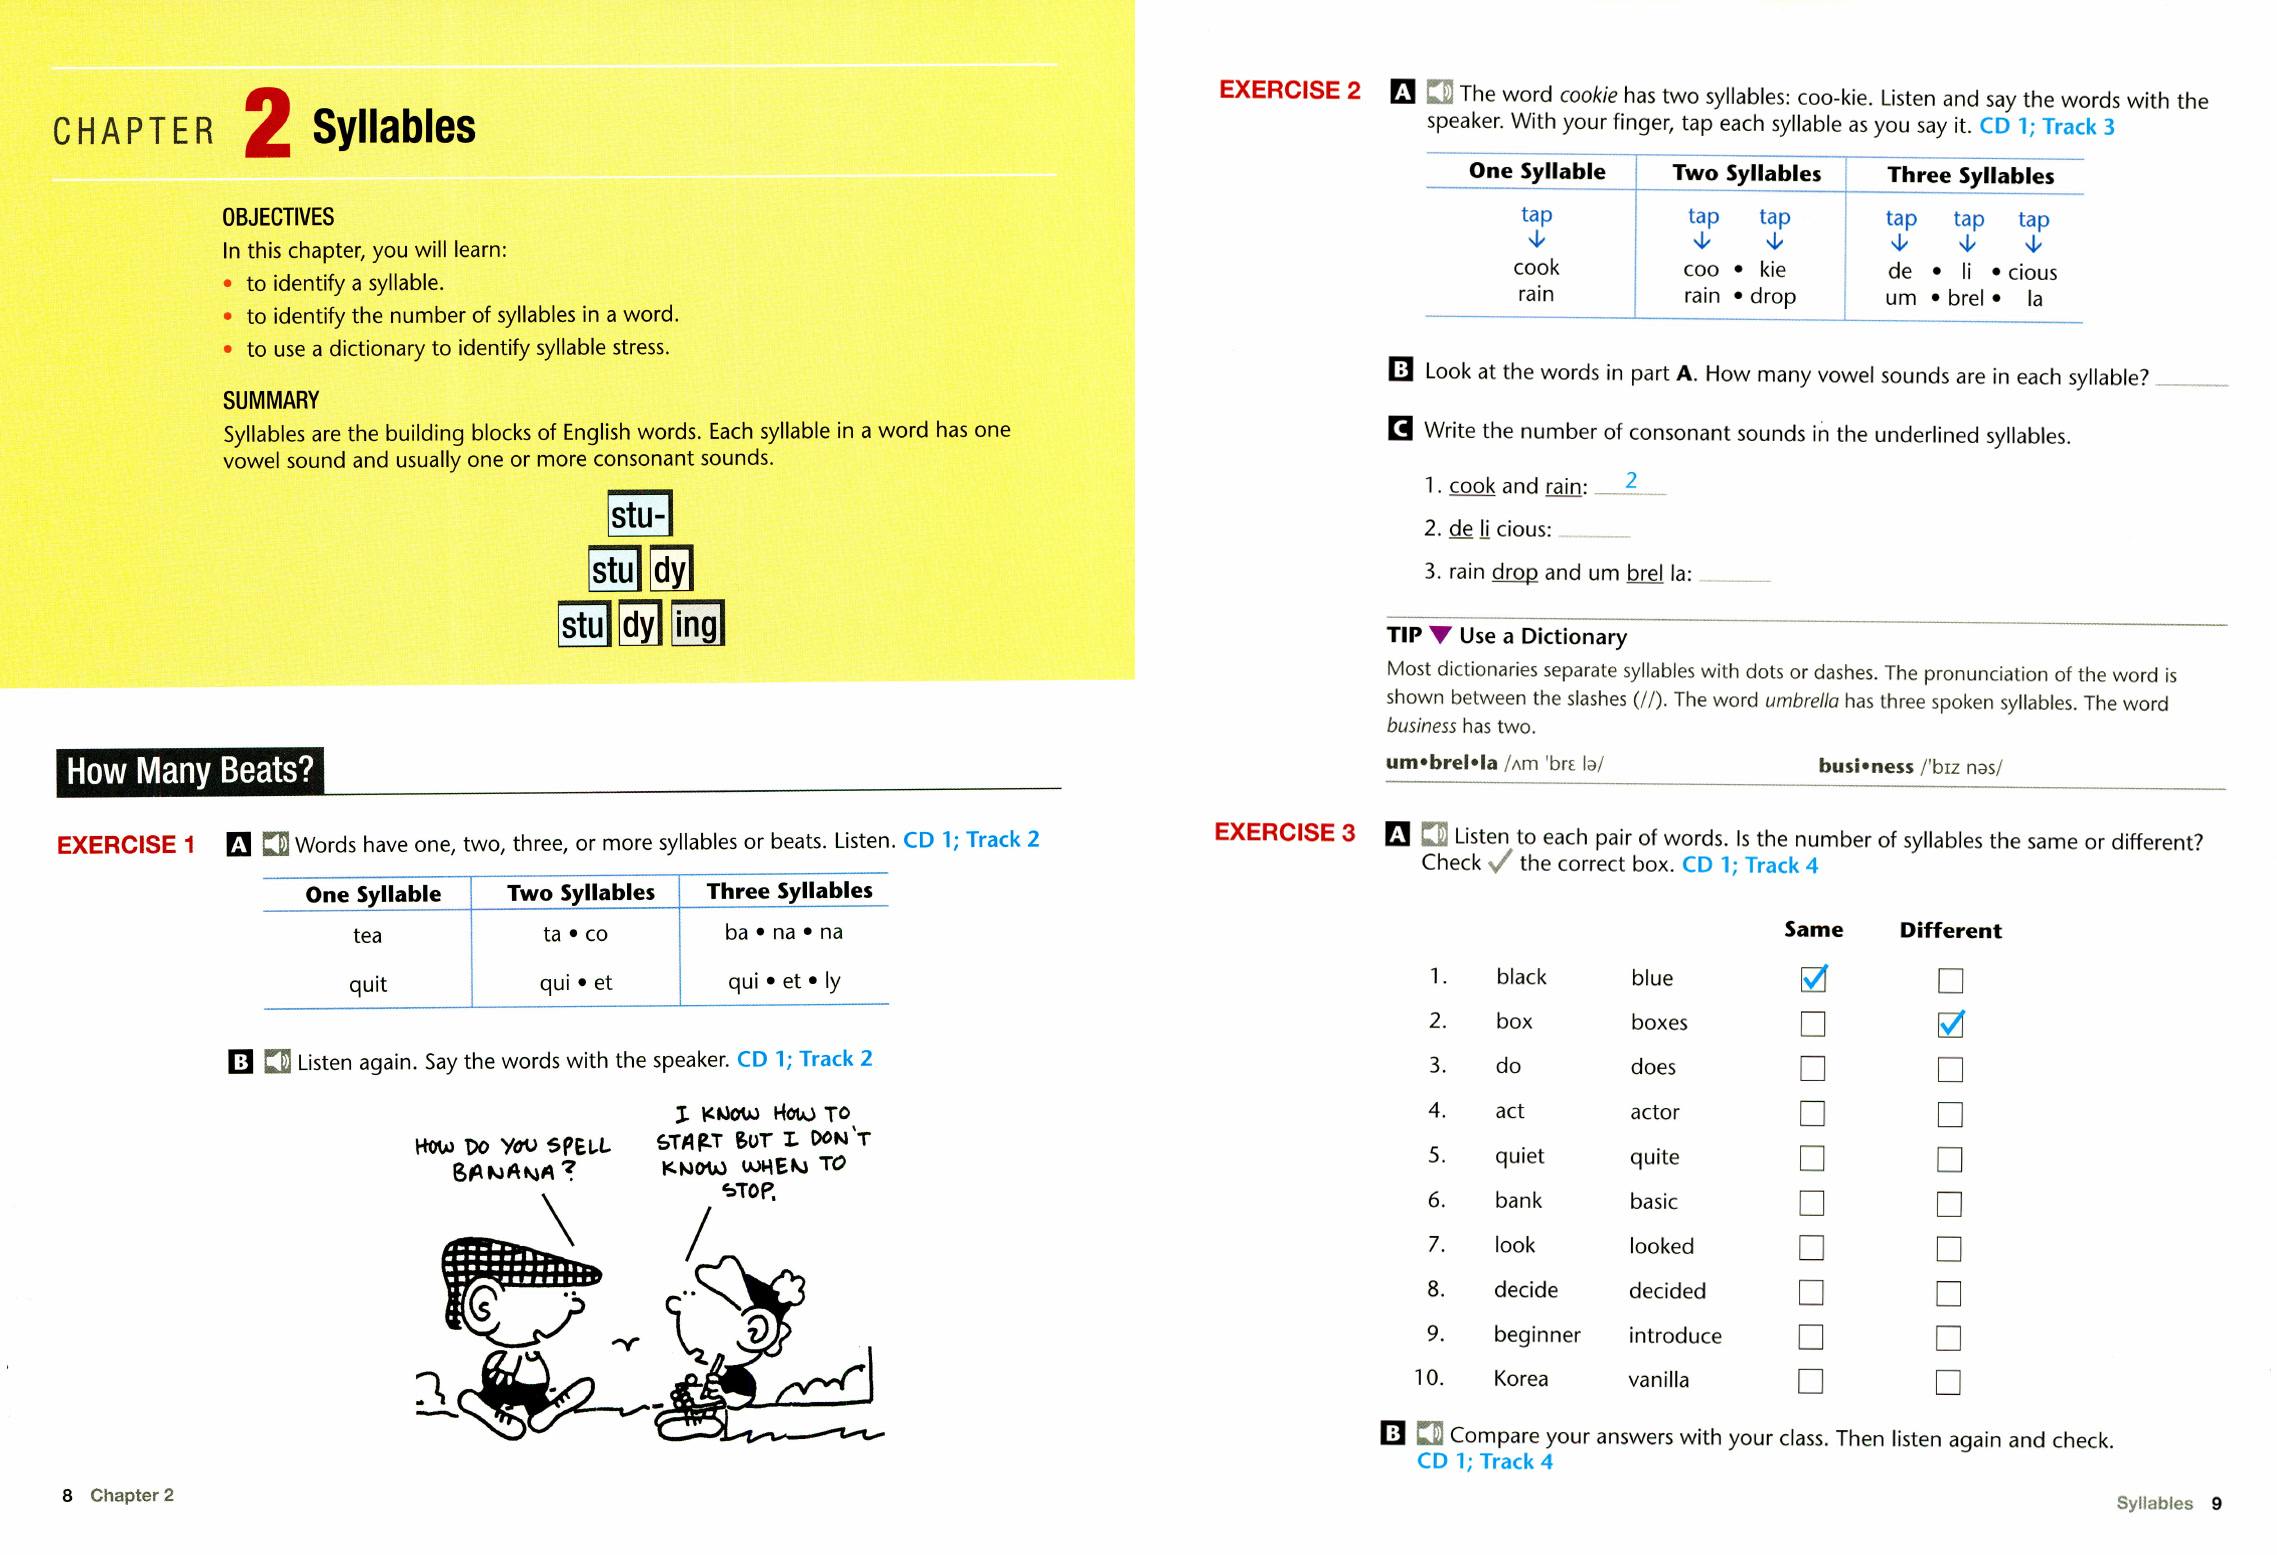 CHAPTER 2 Syllables
OBJECTIVES
In this chapter, you will learn:
• to identify a syllable.
• to identify the number of syllables in a word.
• to use a dictionary to identify syllable stress.
SUMMARY
Syllables are the building blocks of English words. Each syllable in a word has one
vowel sound and usually one or more consonant sounds.
stu-
stu dy
stu dy ing
How Many Beats?
EXERCISE 1 A Words have one, two, three, or more syllables or beats. Listen. CD 1; Track 2
One Syllable Two Syllables Three Syllables
tea ta • co ba • na • na
quit qui • et qui • et • ly
B Listen again. Say the words with the speaker. CD 1; Track 2
HOW DO YOU SPELL
BANANA?
I KNOW HOW TO
START BUT I DON'T
KNOW WHEN TO
STOP.
8 Chapter 2
EXERCISE 2 A The word cookie has two syllables: coo-kie. Listen and say the words with the
speaker. With your finger, tap each syllable as you say it. CD 1; Track 3
One Syllable Two Syllables Three Syllables
tap tap tap tap tap tap
↓ ↓ ↓ ↓ ↓ ↓
cook coo • kie de • li • cious
rain rain • drop um • brel • la
B Look at the words in part A. How many vowel sounds are in each syllable? ______
C Write the number of consonant sounds in the underlined syllables.
1. cook and rain: 2
2. de li cious: ______
3. rain drop and um brel la: ______
TIP ▼ Use a Dictionary
Most dictionaries separate syllables with dots or dashes. The pronunciation of the word is
shown between the slashes (//). The word umbrella has three spoken syllables. The word
business has two.
um•brel•la /ʌm 'brɛ lə/ busi•ness /'bɪz nəs/
EXERCISE 3 A Listen to each pair of words. Is the number of syllables the same or different?
Check ✓ the correct box. CD 1; Track 4
Same Different
1. black blue ☑ ☐
2. box boxes ☐ ☑
3. do does ☐ ☐
4. act actor ☐ ☐
5. quiet quite ☐ ☐
6. bank basic ☐ ☐
7. look looked ☐ ☐
8. decide decided ☐ ☐
9. beginner introduce ☐ ☐
10. Korea vanilla ☐ ☐
B Compare your answers with your class. Then listen again and check.
CD 1; Track 4
Syllables 9